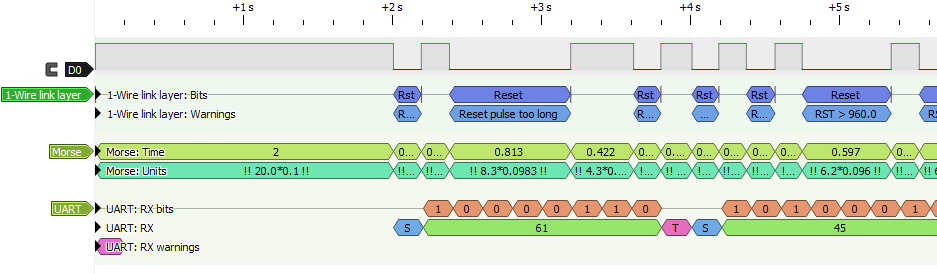 +1 s +2 s +3 s +4 s +5 s
D0
1-Wire link layer 1-Wire link layer: Bits Rst Reset Rst Rst Rst Reset
1-Wire link layer: Warnings R… Reset pulse too long R… … R… RST > 960.0
Morse Morse: Time 2 0… 0… 0.813 0.422 0… 0… 0… 0… 0… 0… 0.597 0…
Morse: Units !! 20.0*0.1 !! !!… !!… !! 8.3*0.0983 !! 4.3*0.… !!… !!… !!… !!… !!… !!… !! 6.2*0.096 !!…
UART UART: RX bits 1 0 0 0 1 1 0 1 0 1 0 0 0 1
UART: RX S 61 T S 45
UART: RX warnings